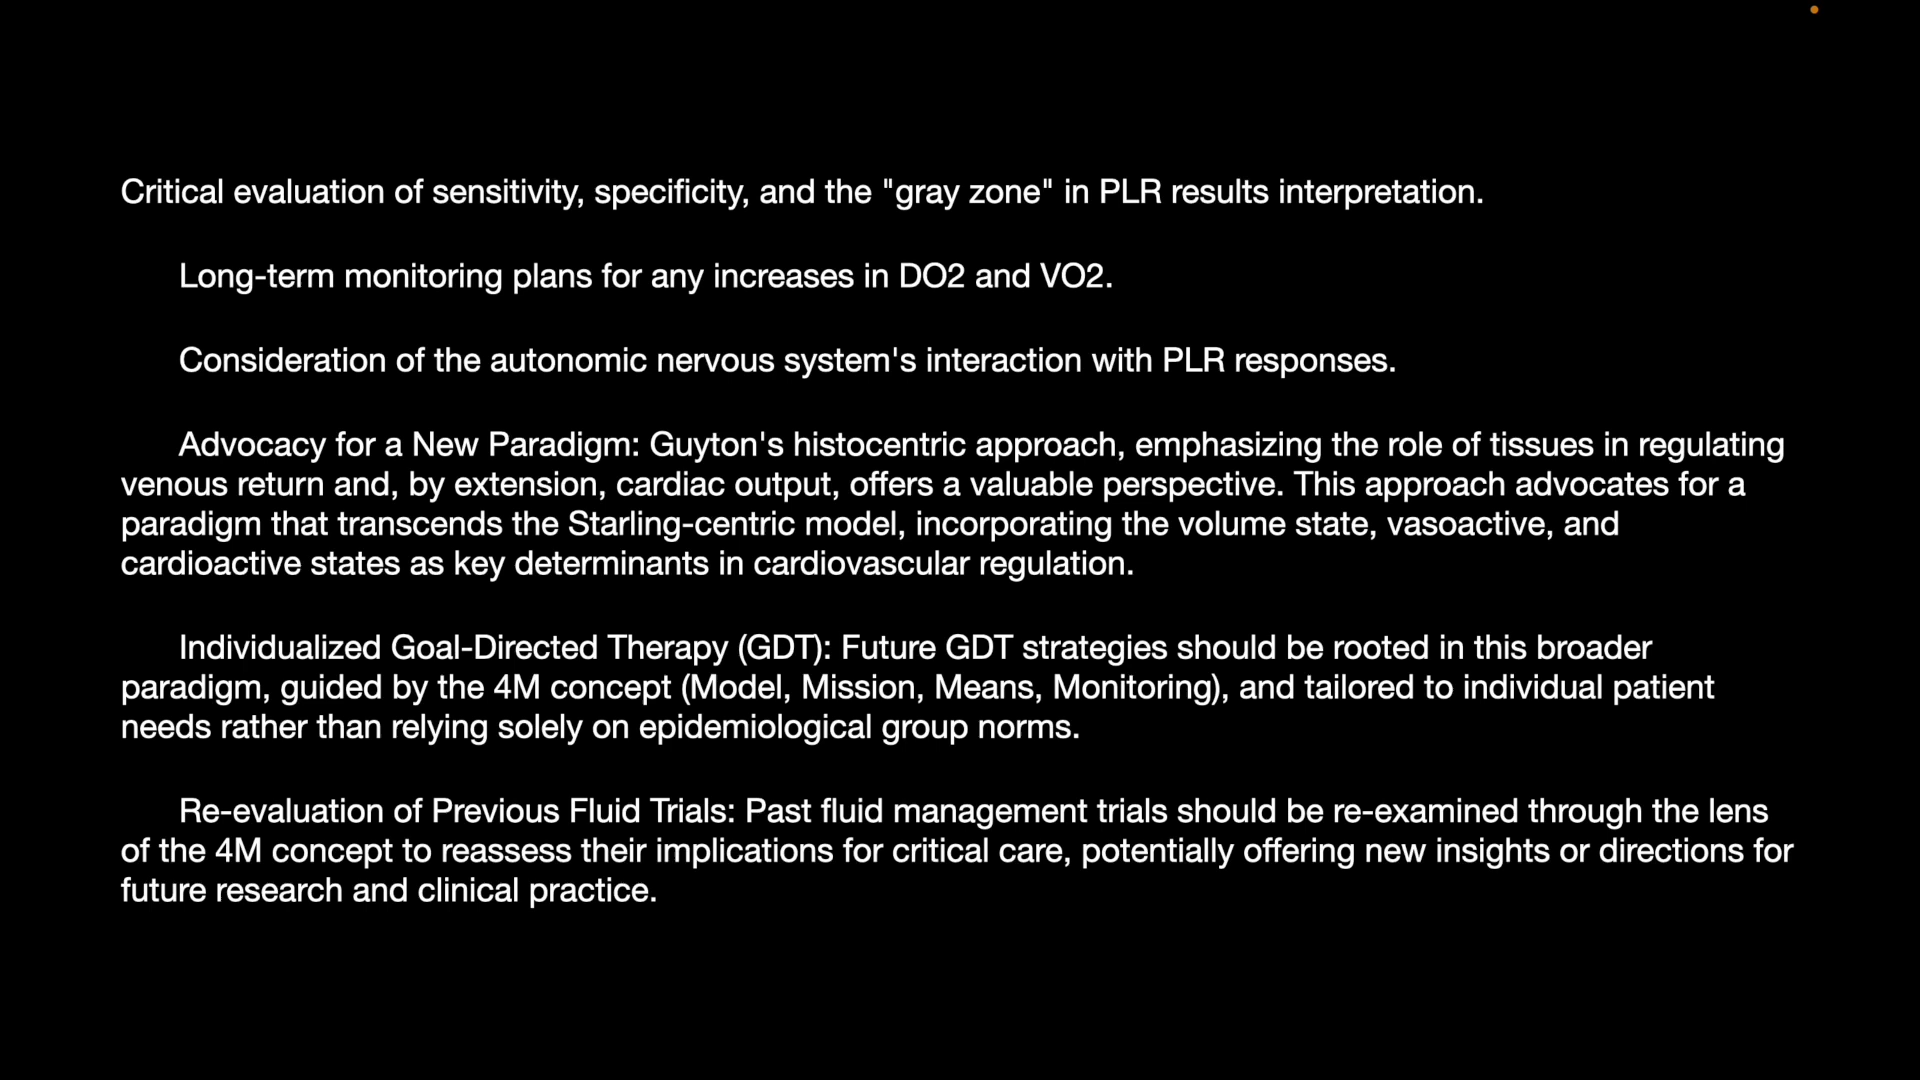 Critical evaluation of sensitivity, specificity, and the "gray zone" in PLR results interpretation.
Long-term monitoring plans for any increases in DO2 and VO2.
Consideration of the autonomic nervous system's interaction with PLR responses.
Advocacy for a New Paradigm: Guyton's histocentric approach, emphasizing the role of tissues in regulating
venous return and, by extension, cardiac output, offers a valuable perspective. This approach advocates for a
paradigm that transcends the Starling-centric model, incorporating the volume state, vasoactive, and
cardioactive states as key determinants in cardiovascular regulation.
Individualized Goal-Directed Therapy (GDT): Future GDT strategies should be rooted in this broader
paradigm, guided by the 4M concept (Model, Mission, Means, Monitoring), and tailored to individual patient
needs rather than relying solely on epidemiological group norms.
Re-evaluation of Previous Fluid Trials: Past fluid management trials should be re-examined through the lens
of the 4M concept to reassess their implications for critical care, potentially offering new insights or directions for
future research and clinical practice.